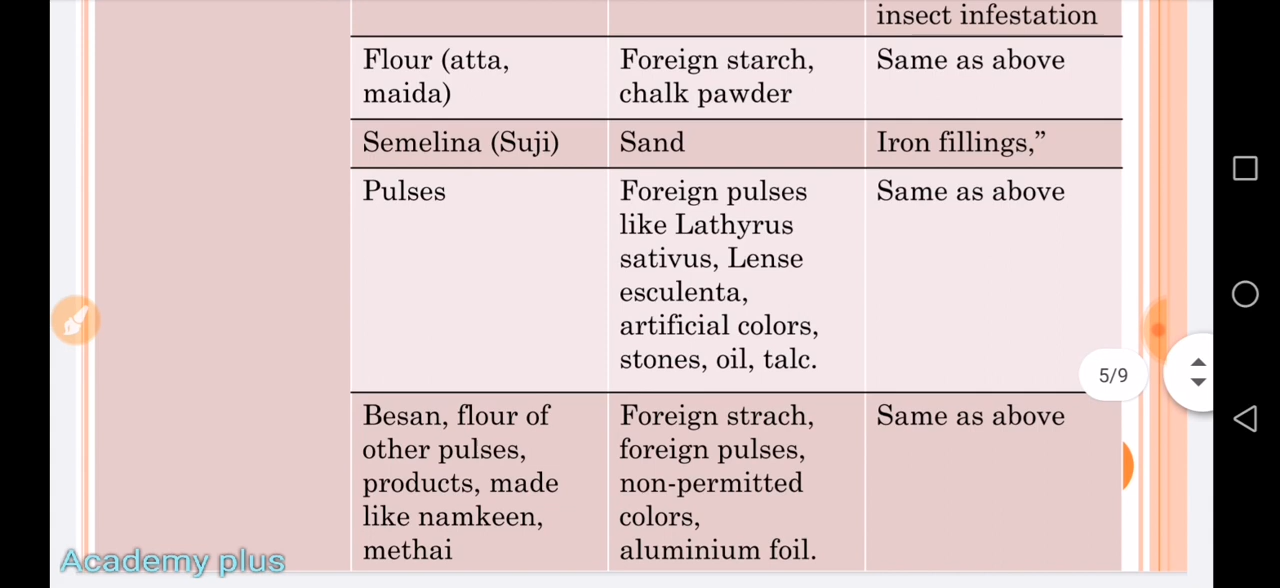 insect infestation
Flour (atta,
maida)
Foreign starch,
chalk pawder
Same as above
Semelina (Suji)
Sand
Iron fillings,”
Pulses
Foreign pulses
like Lathyrus
sativus, Lense
esculenta,
artificial colors,
stones, oil, talc.
Same as above
Besan, flour of
other pulses,
products, made
like namkeen,
methai
Foreign strach,
foreign pulses,
non-permitted
colors,
aluminium foil.
Same as above
5/9
Academy plus